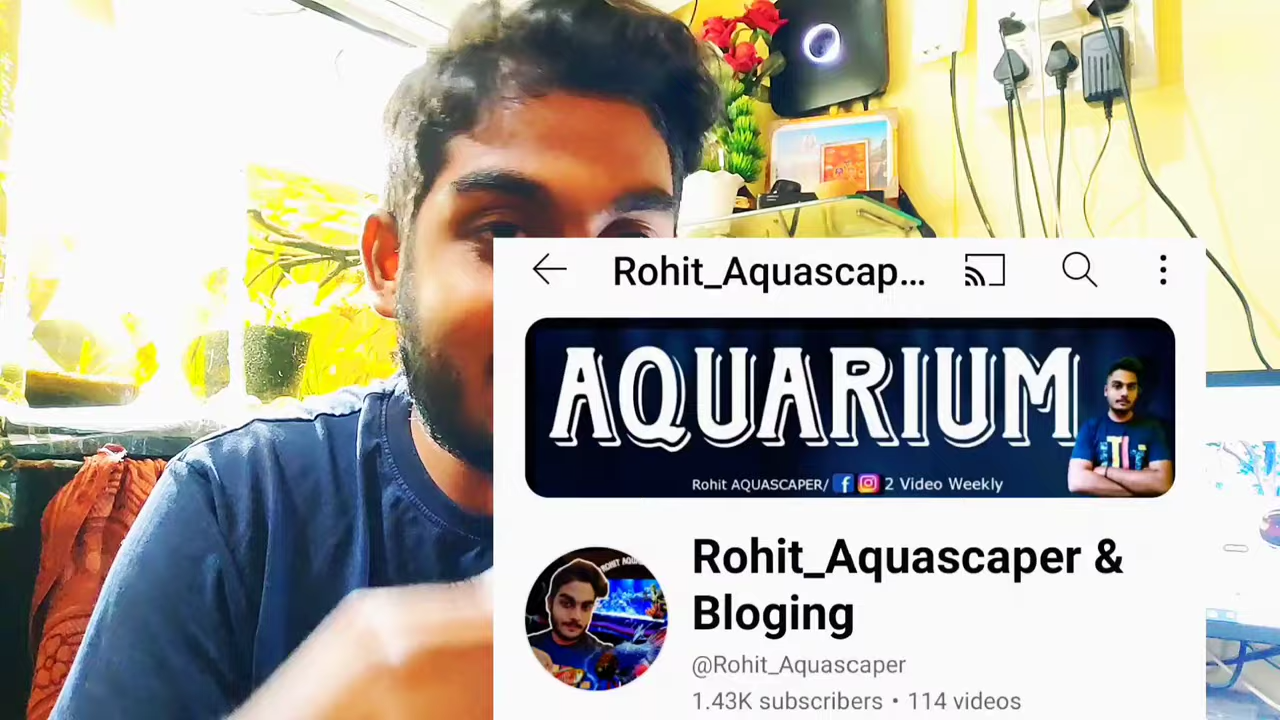 Rohit_Aquascap...
AQUARIUM
Rohit AQUASCAPER/ 2 Video Weekly
Rohit_Aquascaper &
Bloging
@Rohit_Aquascaper
1.43K subscribers • 114 videos